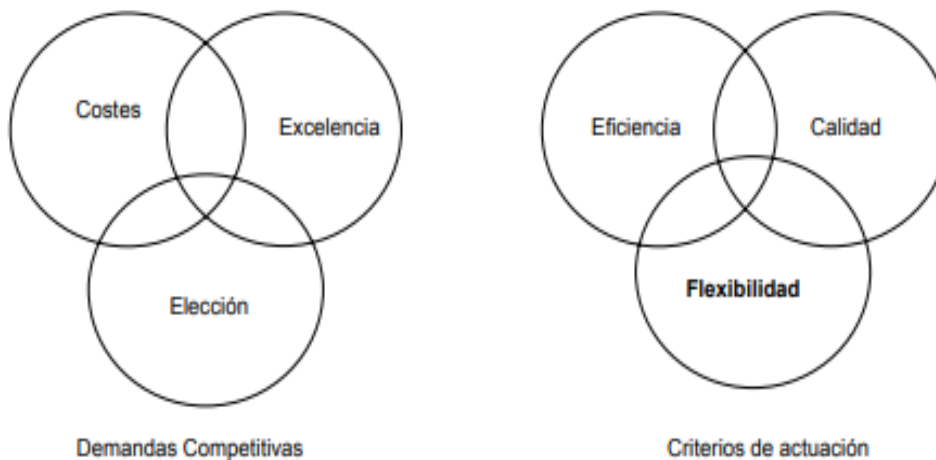 Costes
Excelencia
Elección
Demandas Competitivas
Eficiencia
Calidad
Flexibilidad
Criterios de actuación